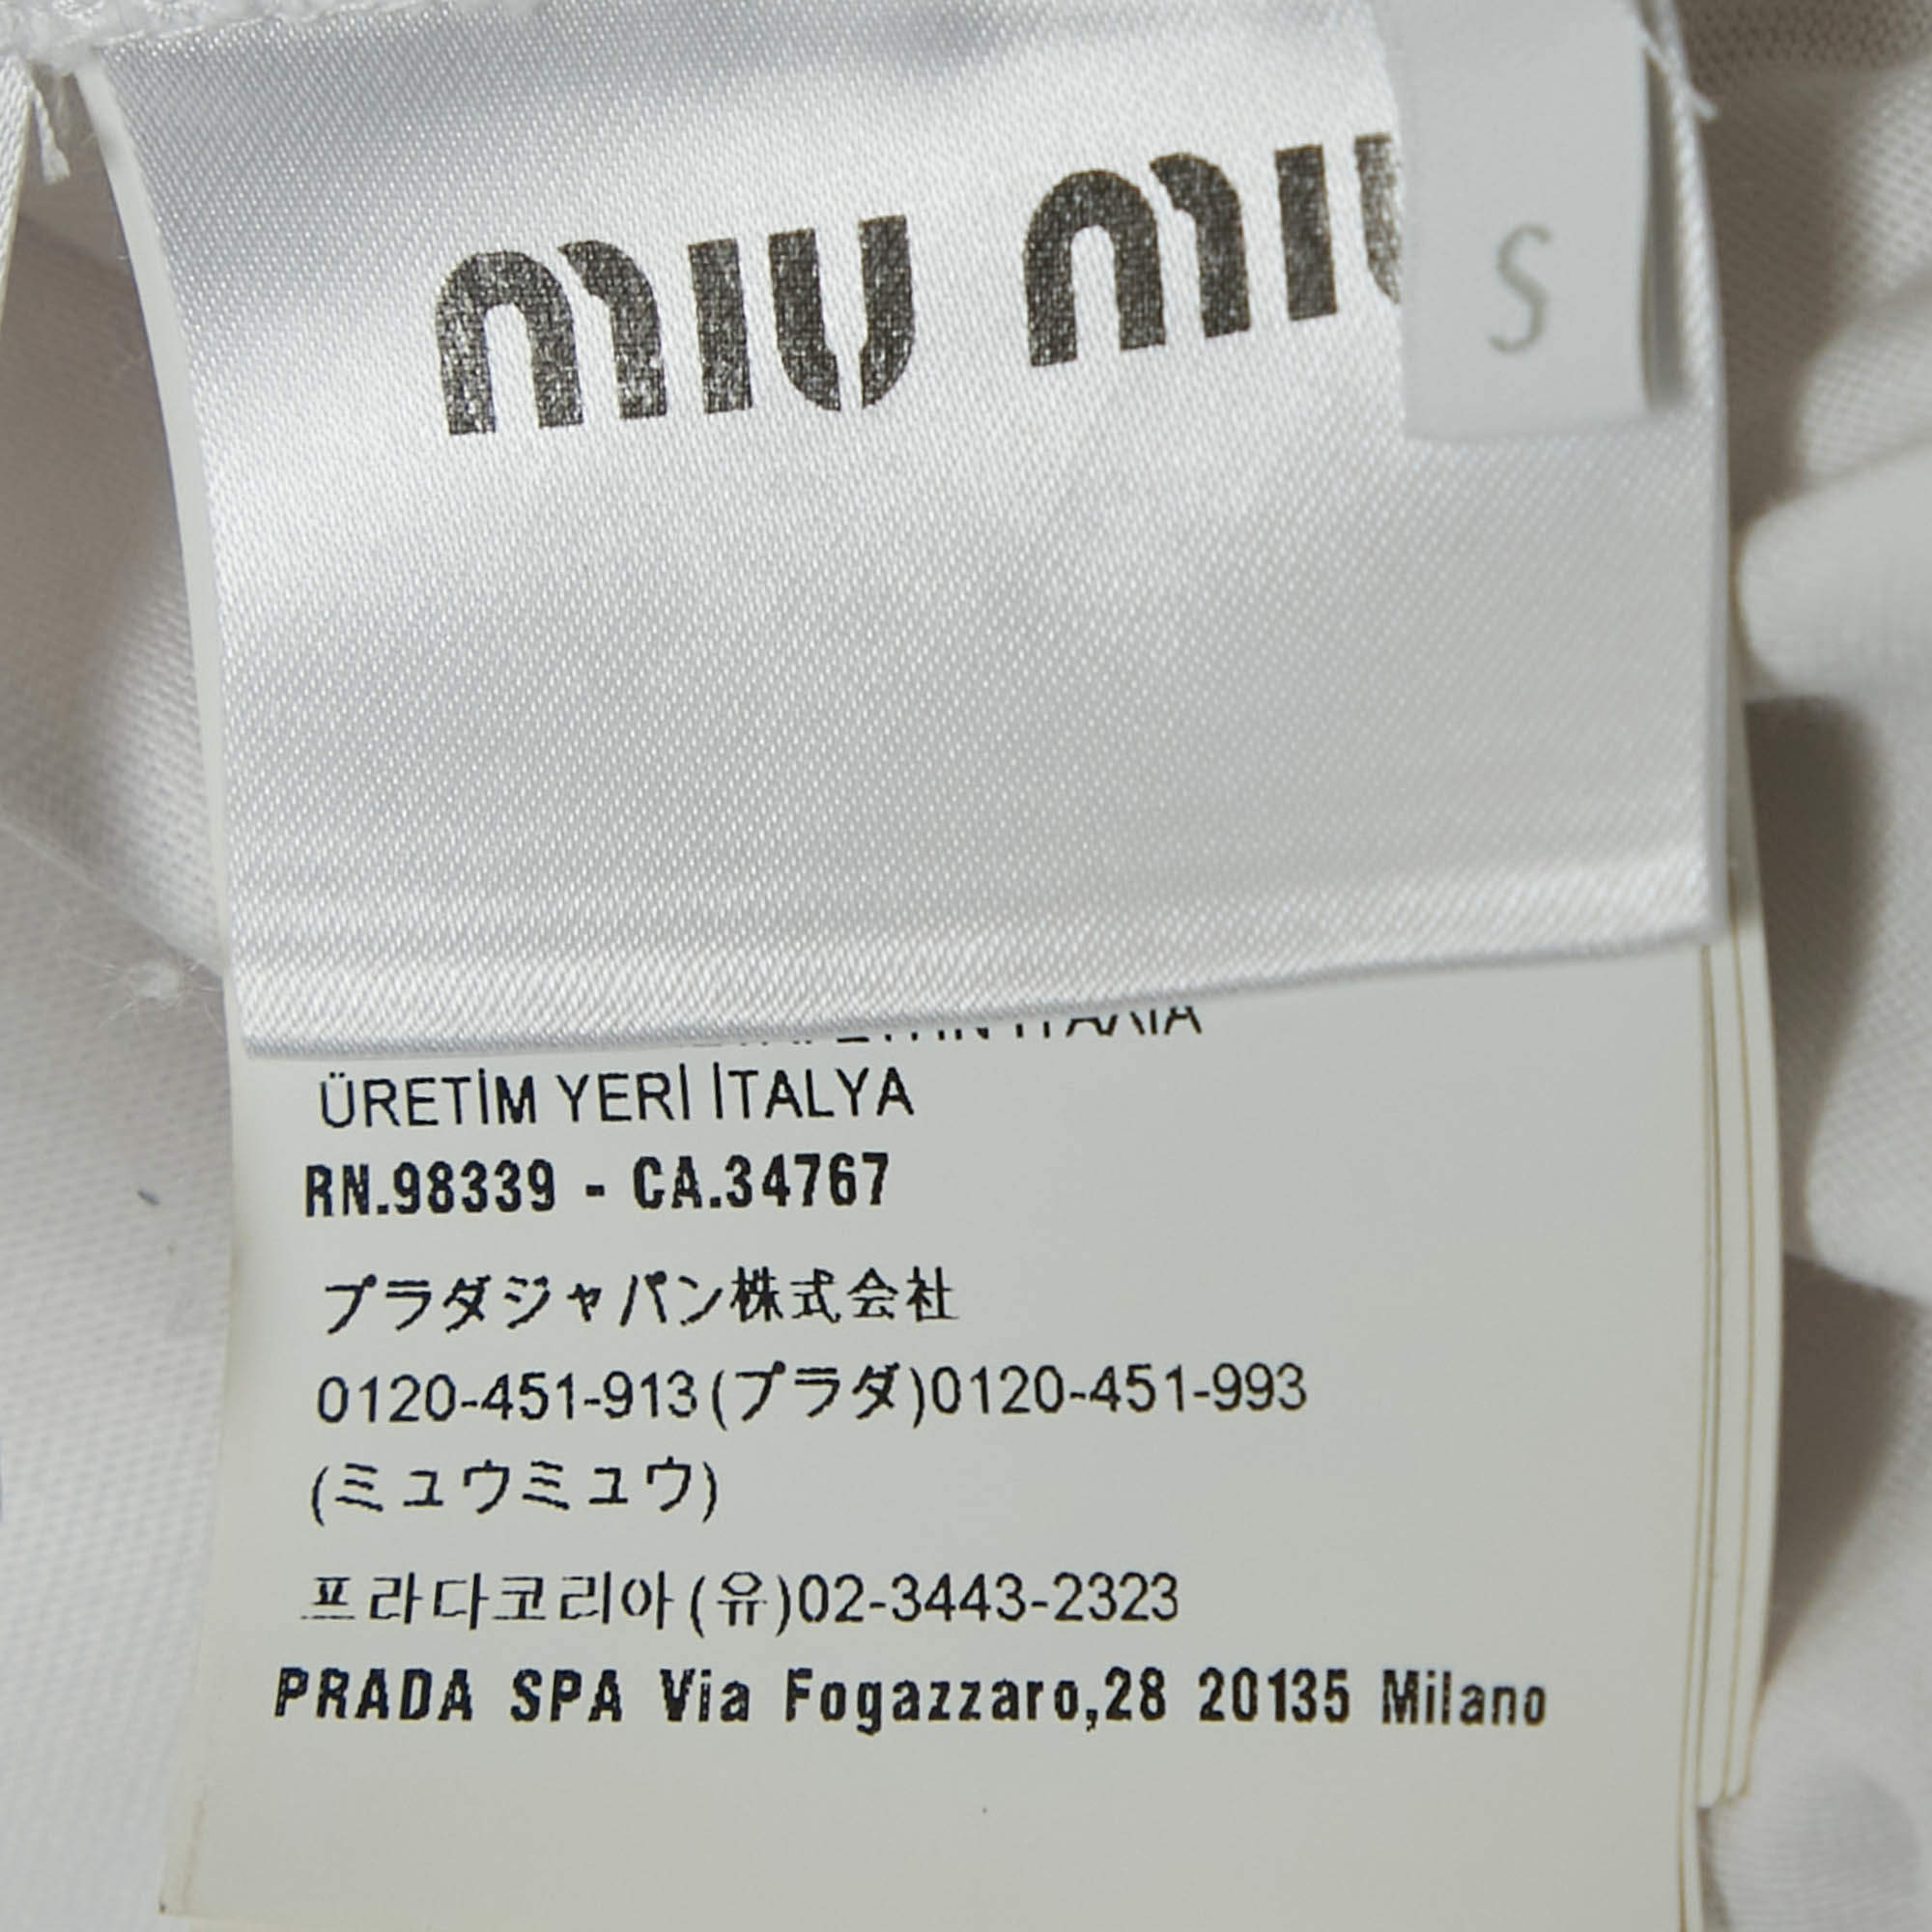 miu miu
S
ÜRETİM YERİ İTALYA
RN.98339 - CA.34767
プラダジャパン株式会社
0120-451-913(プラダ)0120-451-993
(ミュウミュウ)
프라다코리아(유)02-3443-2323
PRADA SPA Via Fogazzaro,28 20135 Milano